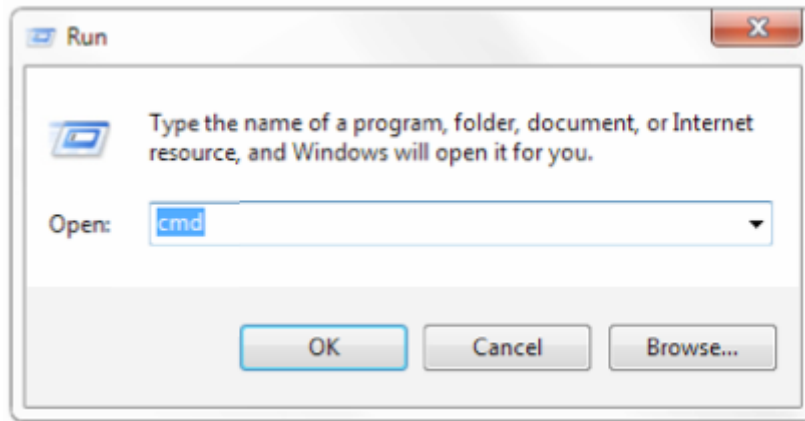 Run
Type the name of a program, folder, document, or Internet
resource, and Windows will open it for you.
Open: cmd
OK Cancel Browse...